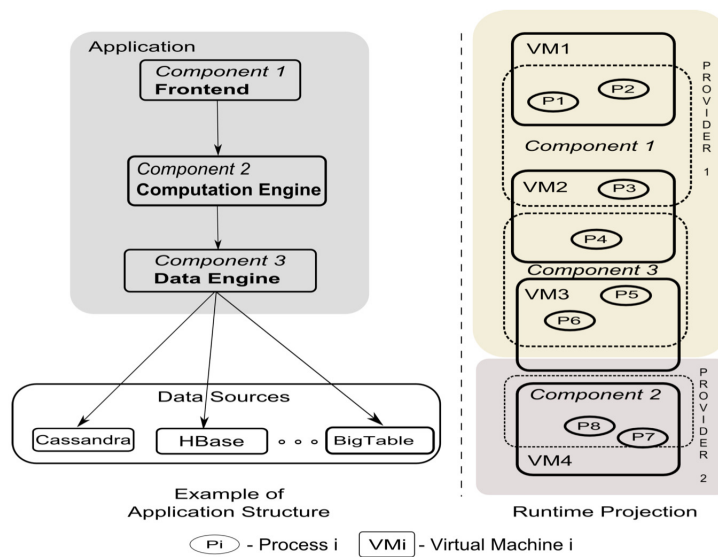 Application
Component 1
Frontend
Component 2
Computation Engine
Component 3
Data Engine
Data Sources
Cassandra
HBase
BigTable
Example of
Application Structure
VM1
P1
P2
Component 1
PROVIDER 1
VM2
P3
P4
Component 3
VM3
P5
P6
Component 2
P8
P7
VM4
PROVIDER 2
Runtime Projection
Pi - Process i
VMi - Virtual Machine i